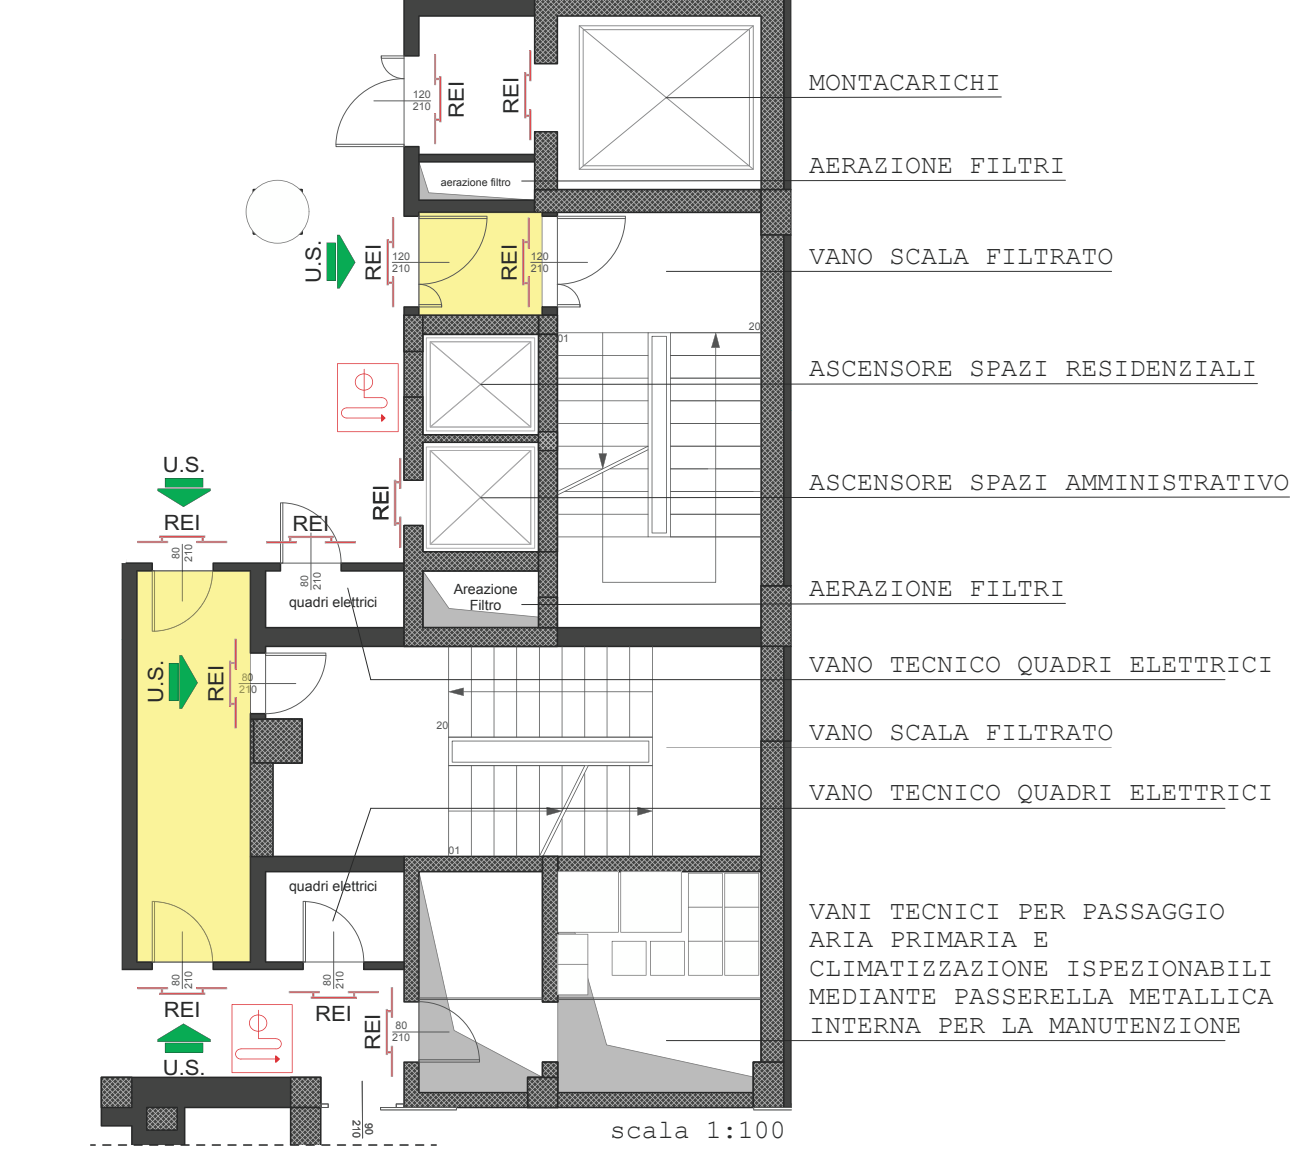 MONTACARICHI
120
210
REI
REI
AERAZIONE FILTRI
aerazione filtro
U.S.
REI
120
210
REI
120
210
VANO SCALA FILTRATO
01
20
ASCENSORE SPAZI RESIDENZIALI
U.S.
REI
REI
REI
ASCENSORE SPAZI AMMINISTRATIVO
80
210
80
210
quadri elettrici
Areazione
Filtro
AERAZIONE FILTRI
U.S.
REI
80
210
VANO TECNICO QUADRI ELETTRICI
20
VANO SCALA FILTRATO
VANO TECNICO QUADRI ELETTRICI
01
quadri elettrici
VANI TECNICI PER PASSAGGIO
ARIA PRIMARIA E
CLIMATIZZAZIONE ISPEZIONABILI
MEDIANTE PASSERELLA METALLICA
INTERNA PER LA MANUTENZIONE
80
210
80
210
REI
REI
REI
80
210
U.S.
90
210
scala 1:100